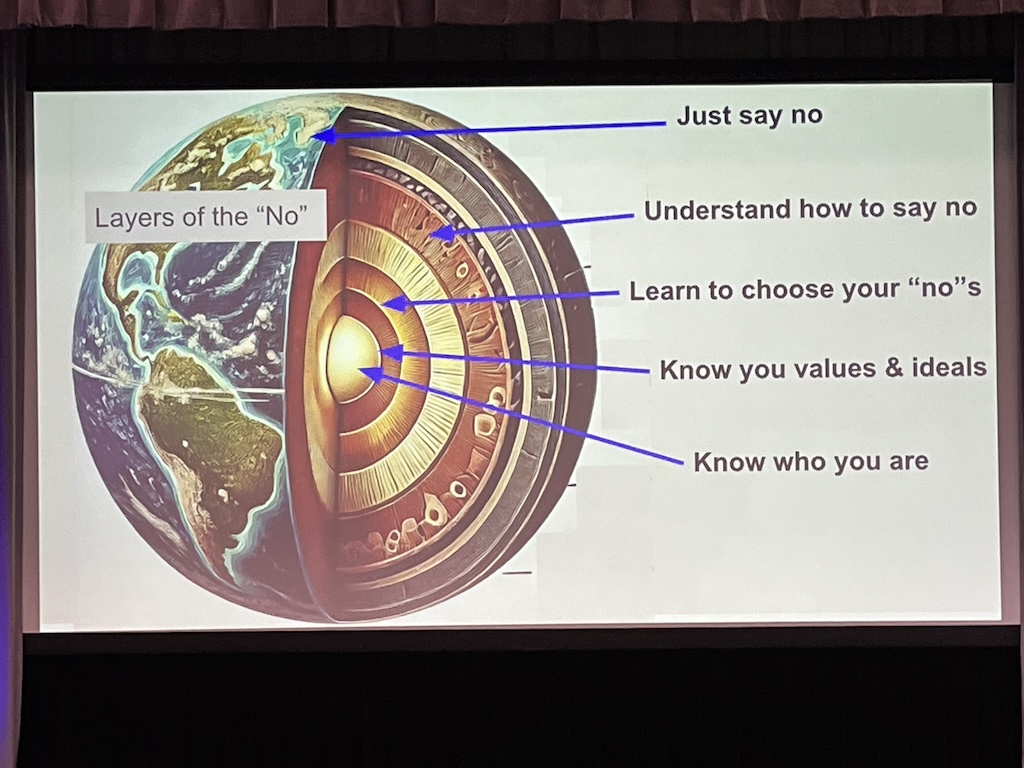 Just say no
Layers of the “No”
Understand how to say no
Learn to choose your “no”s
Know you values & ideals
Know who you are